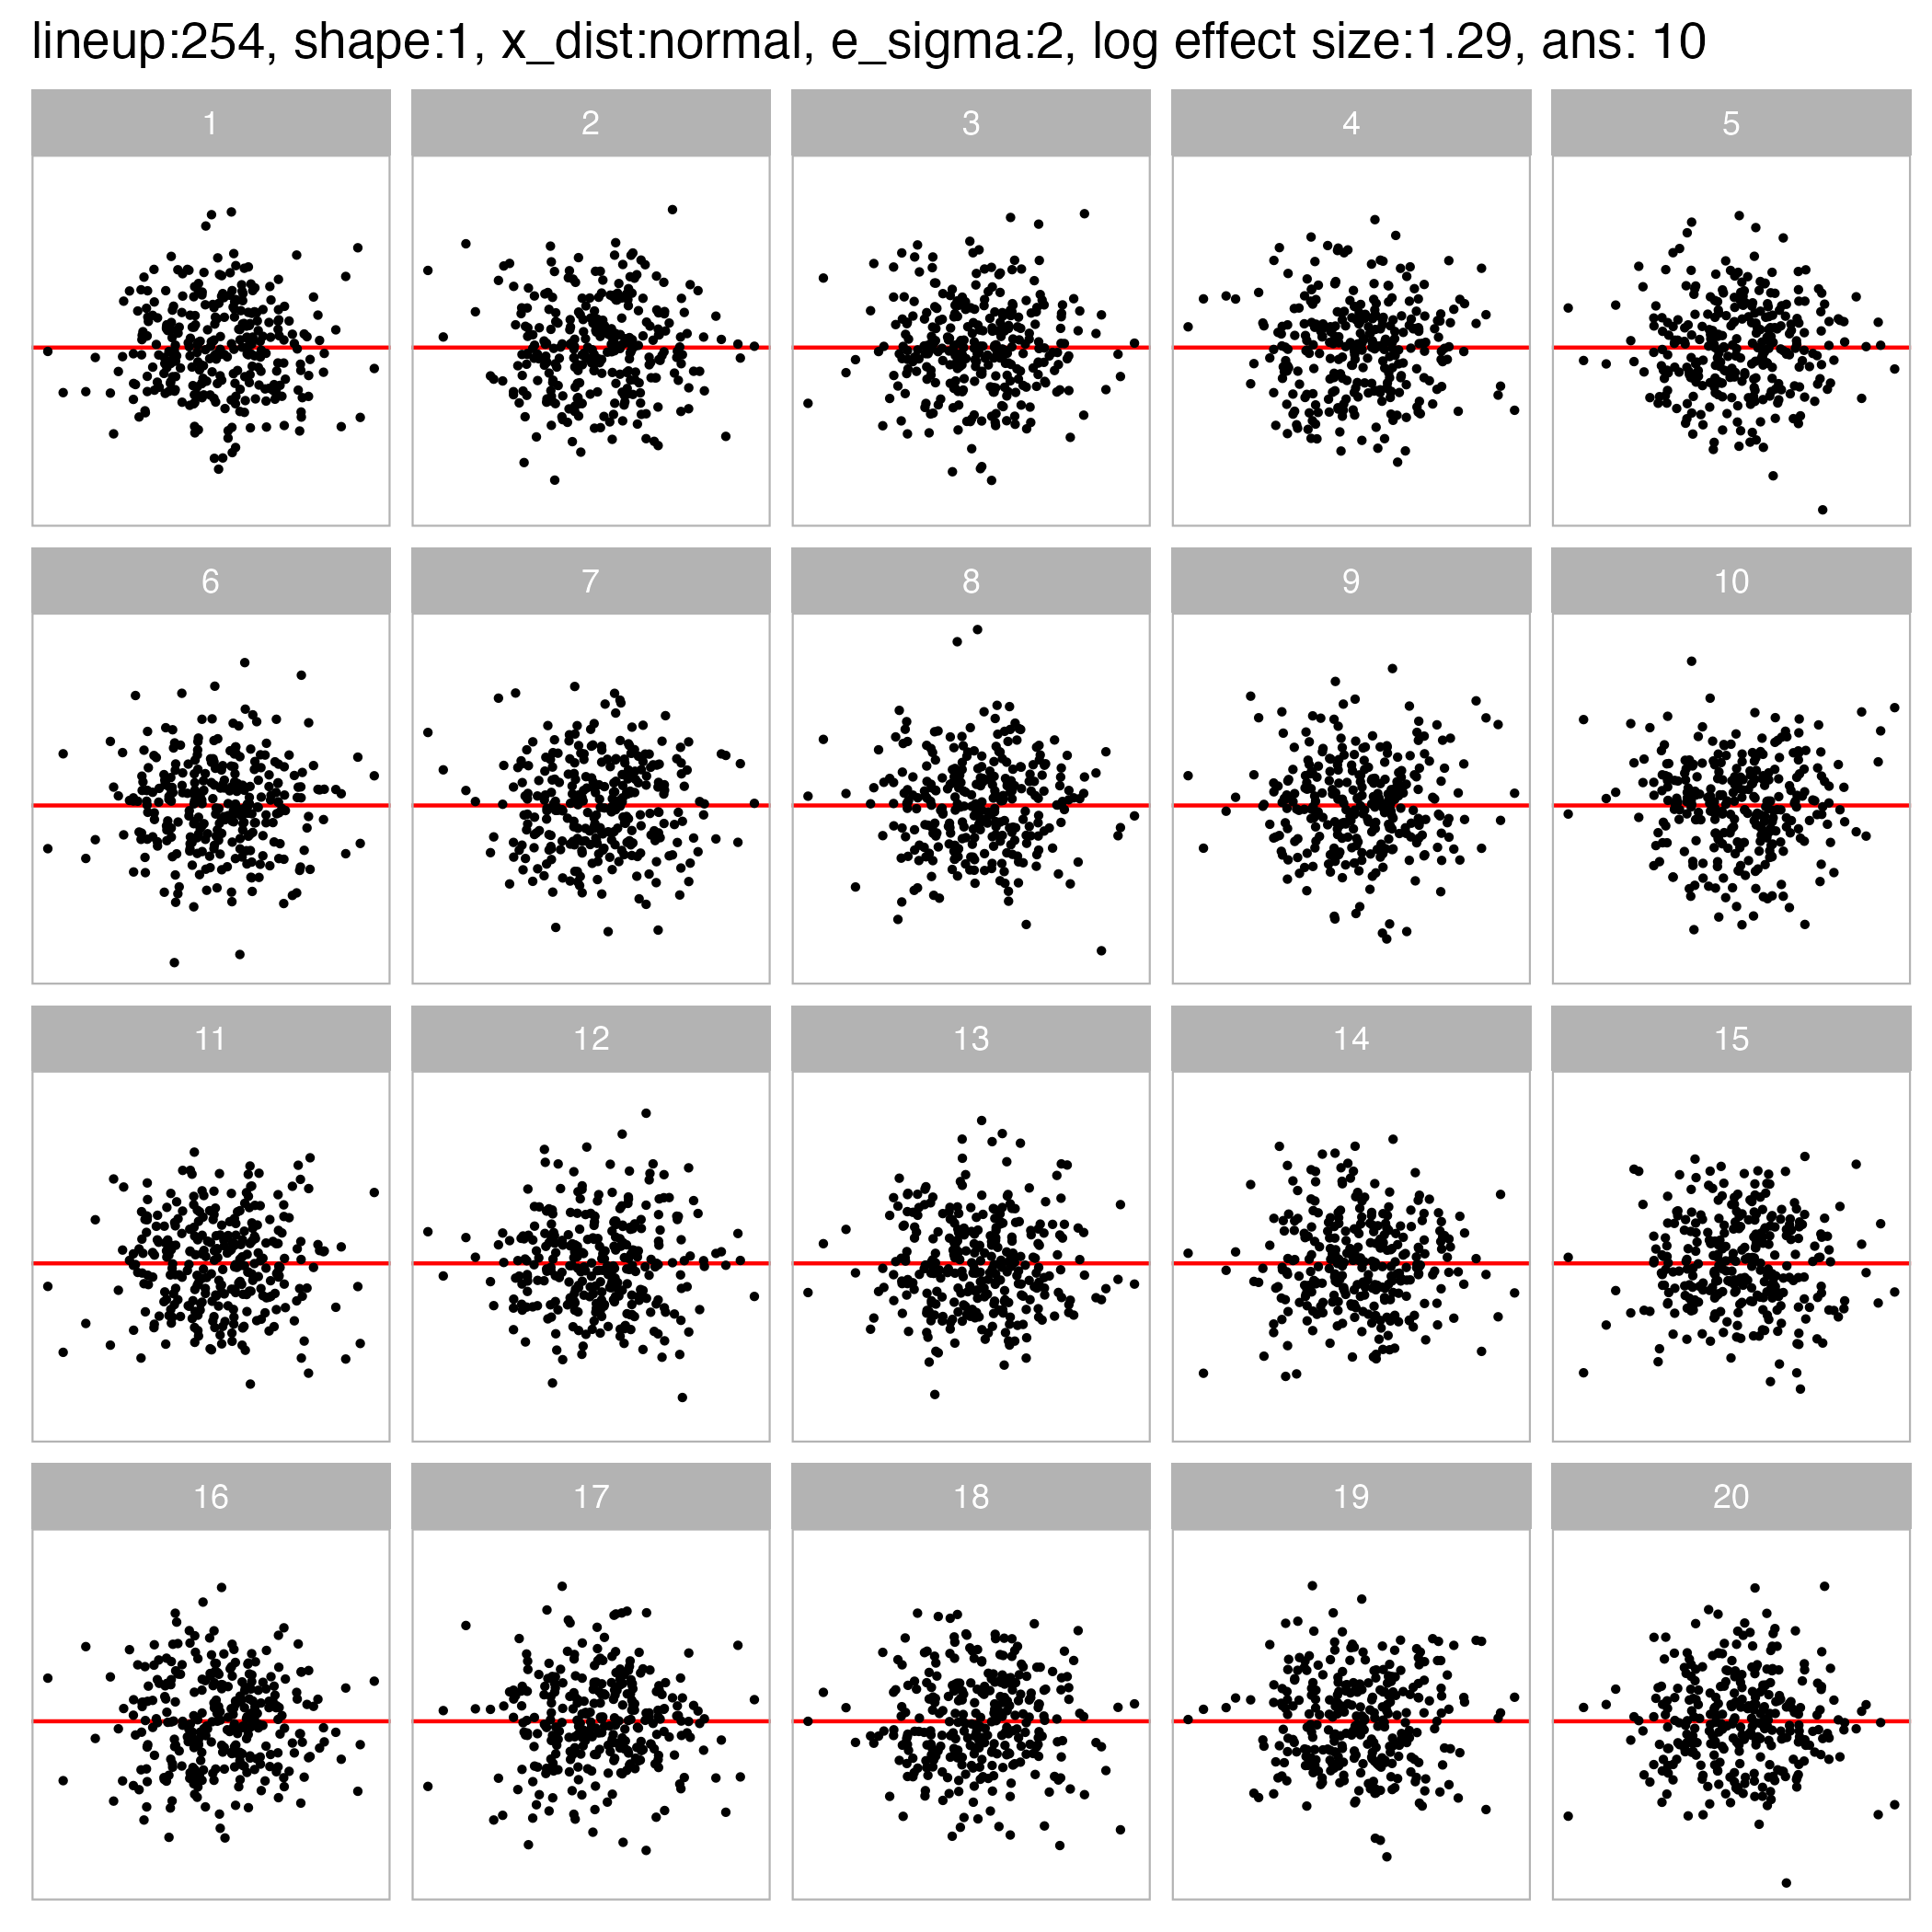 lineup:254, shape:1, x_dist:normal, e_sigma:2, log effect size:1.29, ans: 10
1 2 3 4 5
6 7 8 9 10
11 12 13 14 15
16 17 18 19 20